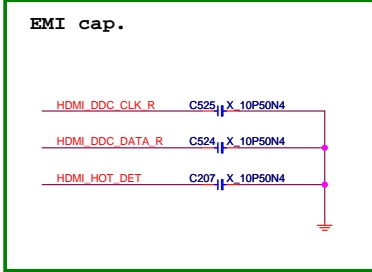 EMI cap.
HDMI_DDC_CLK_R C525 X_10P50N4
HDMI_DDC_DATA_R C524 X_10P50N4
HDMI_HOT_DET C207 X_10P50N4